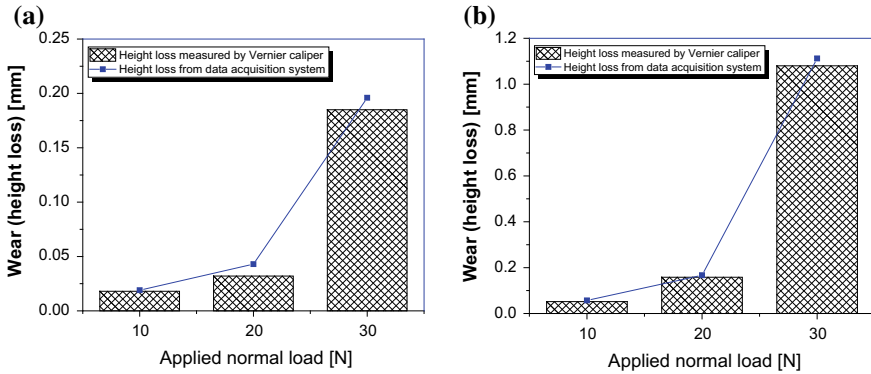 (a)
0.25
0.20
0.15
0.10
0.05
0.00
Wear (height loss) [mm]
Height loss measured by Vernier caliper
Height loss from data acquisition system
10 20 30
Applied normal load [N]
(b)
1.2
1.0
0.8
0.6
0.4
0.2
0.0
Wear (height loss) [mm]
Height loss measured by Vernier caliper
Height loss from data acquisition system
10 20 30
Applied normal load [N]